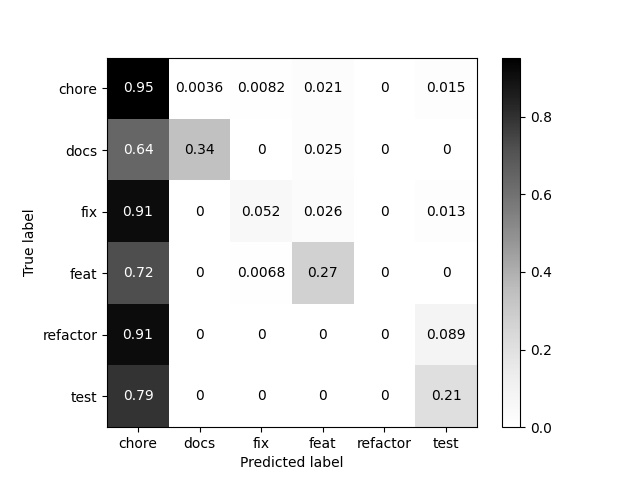 chore 0.95 0.0036 0.0082 0.021 0 0.015
docs 0.64 0.34 0 0.025 0 0
fix 0.91 0 0.052 0.026 0 0.013
feat 0.72 0 0.0068 0.27 0 0
refactor 0.91 0 0 0 0 0.089
test 0.79 0 0 0 0 0.21
chore docs fix feat refactor test
Predicted label
True label
0.8
0.6
0.4
0.2
0.0